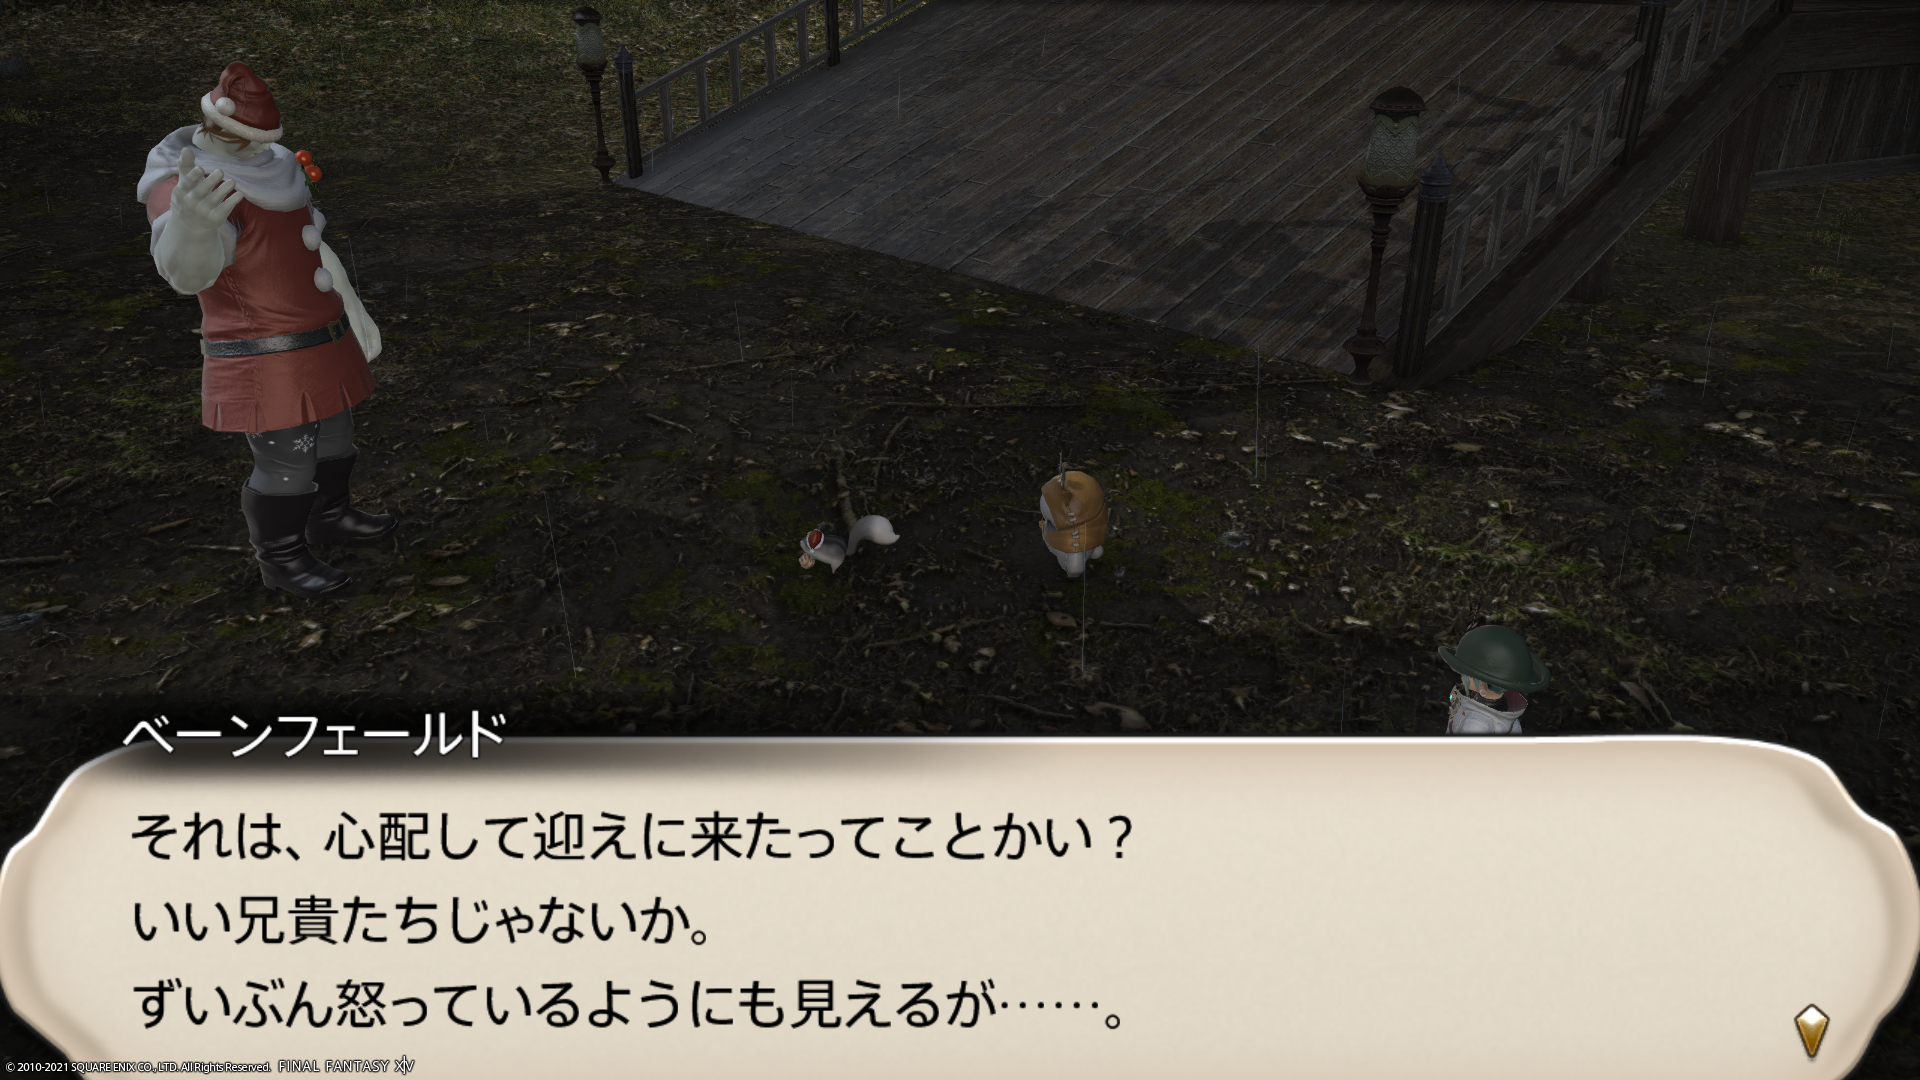 ベーンフェールド
それは、心配して迎えに来たってことかい？
いい兄貴たちじゃないか。
ずいぶん怒っているようにも見えるが……。
© 2010-2021 SQUARE ENIX CO., LTD. All Rights Reserved. FINAL FANTASY XIV